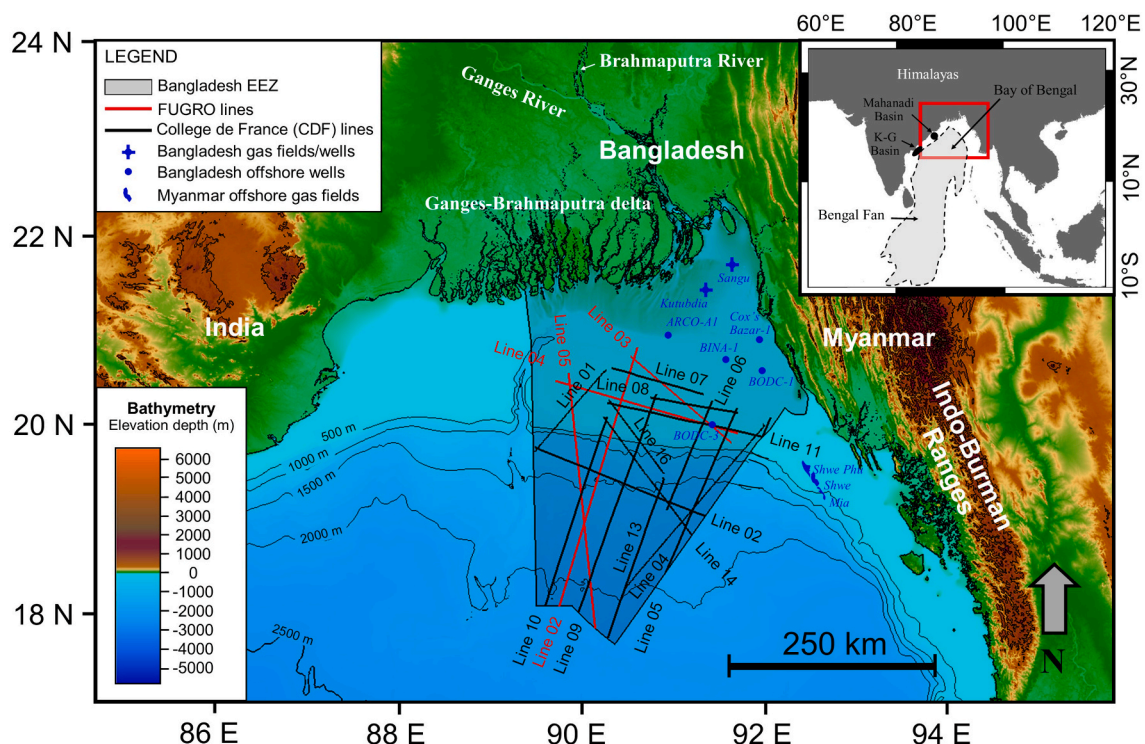 60°E
80°E
100°E
120°E
24 N
22 N
20 N
18 N
LEGEND
Bangladesh EEZ
FUGRO lines
College de France (CDF) lines
Bangladesh gas fields/wells
Bangladesh offshore wells
Myanmar offshore gas fields
Brahmaputra River
Ganges River
Bangladesh
Ganges-Brahmaputra delta
Himalayas
Mahanadi
Basin
Bay of Bengal
K-G
Basin
Bengal Fan
30°N
10°N
10°S
India
Myanmar
Indo-Burman
Ranges
Sangu
Kutubdia
ARCO-A1
Cox's
Bazar-1
BINA-1
BODC-1
BODC-3
Shwe Phu
Shwe
Mia
Line 04
Line 05
Line 03
Line 01
Line 07
Line 08
Line 06
Line 16
Line 11
Line 02
Line 13
Line 14
Line 04
Line 05
Line 10
Line 02
Line 09
500 m
1000 m
1500 m
2000 m
2500 m
Bathymetry
Elevation depth (m)
6000
5000
4000
3000
2000
1000
0
-1000
-2000
-3000
-4000
-5000
250 km
N
86 E
88 E
90 E
92 E
94 E